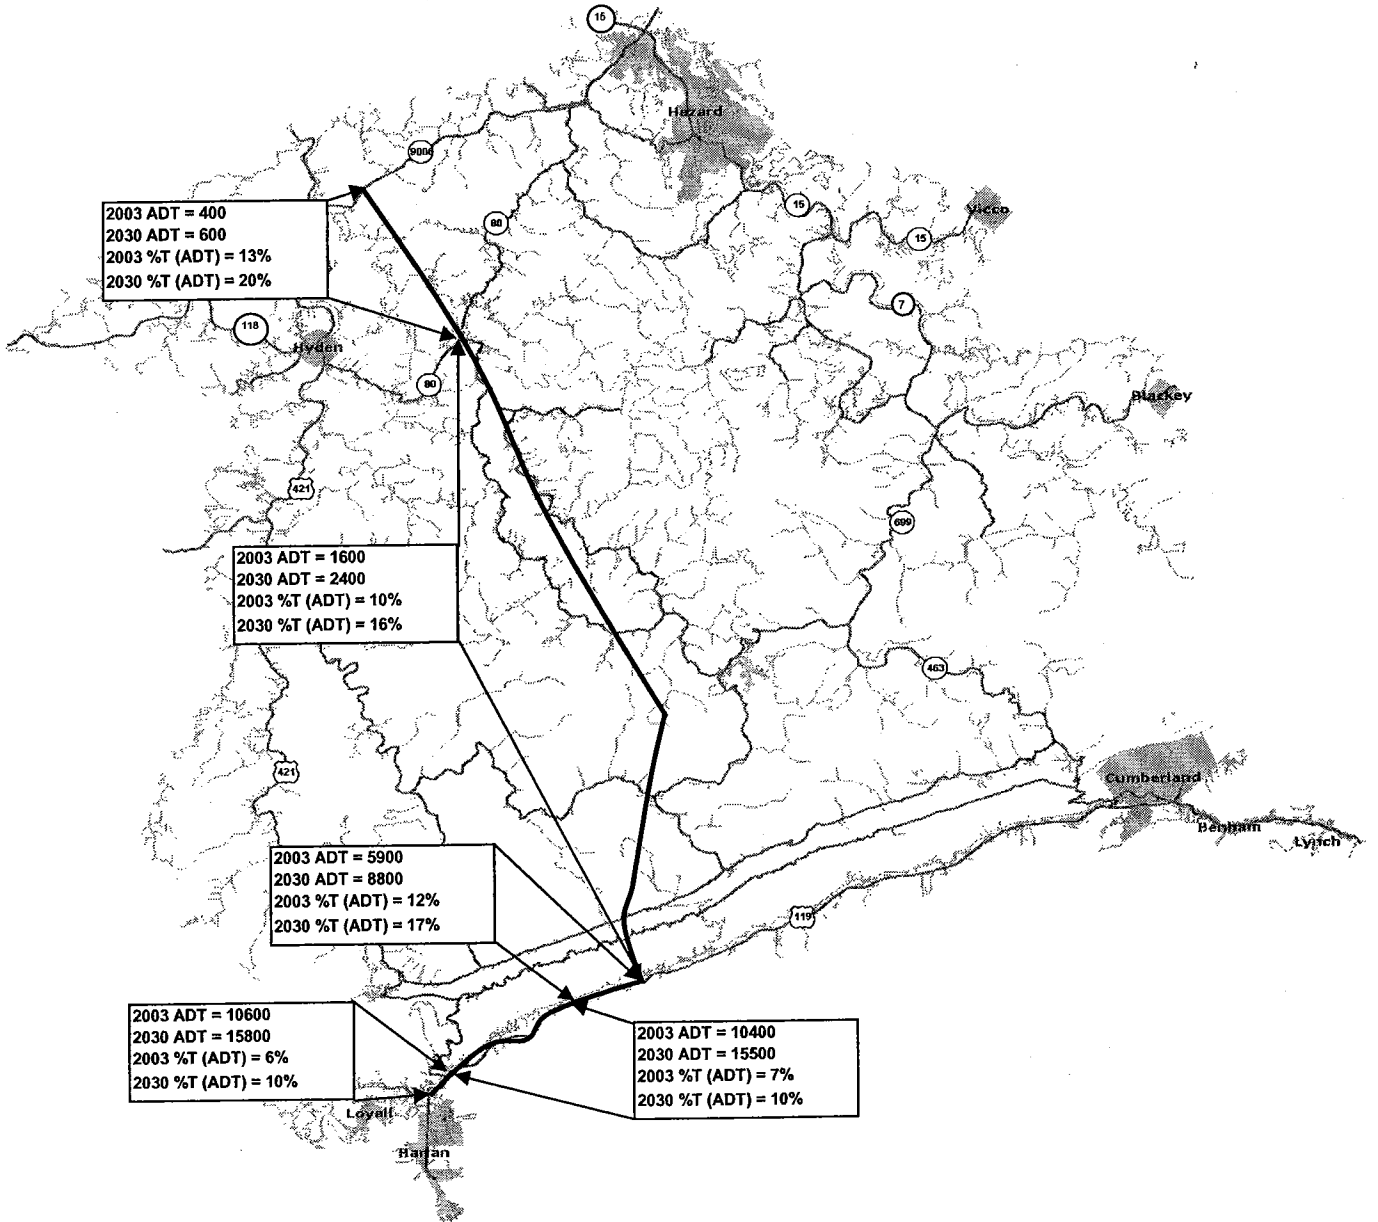 15
Hazard
9006
15
Vicco
2003 ADT = 400
2030 ADT = 600
2003 %T (ADT) = 13%
2030 %T (ADT) = 20%
80
15
7
118
Hyden
80
Blackey
421
699
2003 ADT = 1600
2030 ADT = 2400
2003 %T (ADT) = 10%
2030 %T (ADT) = 16%
463
421
Cumberland
Benham
Lynch
2003 ADT = 5900
2030 ADT = 8800
2003 %T (ADT) = 12%
2030 %T (ADT) = 17%
119
2003 ADT = 10600
2030 ADT = 15800
2003 %T (ADT) = 6%
2030 %T (ADT) = 10%
2003 ADT = 10400
2030 ADT = 15500
2003 %T (ADT) = 7%
2030 %T (ADT) = 10%
Loyall
Harlan